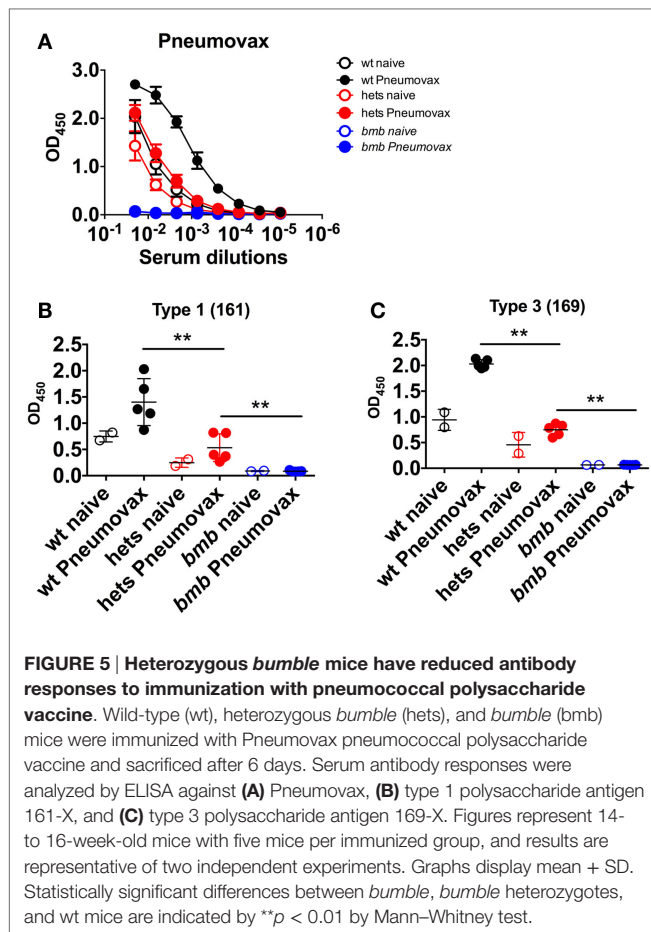 A
Pneumovax
3.0
2.0
1.0
0.0
OD450
10-1 10-2 10-3 10-4 10-5 10-6
Serum dilutions
wt naive
wt Pneumovax
hets naive
hets Pneumovax
bmb naive
bmb Pneumovax
B
Type 1 (161)
2.5
2.0
1.5
1.0
0.5
0.0
OD450
**
**
wt naive
wt Pneumovax
hets naive
hets Pneumovax
bmb naive
bmb Pneumovax
C
Type 3 (169)
2.5
2.0
1.5
1.0
0.5
0.0
OD450
**
**
wt naive
wt Pneumovax
hets naive
hets Pneumovax
bmb naive
bmb Pneumovax
FIGURE 5 | Heterozygous bumble mice have reduced antibody
responses to immunization with pneumococcal polysaccharide
vaccine. Wild-type (wt), heterozygous bumble (hets), and bumble (bmb)
mice were immunized with Pneumovax pneumococcal polysaccharide
vaccine and sacrificed after 6 days. Serum antibody responses were
analyzed by ELISA against (A) Pneumovax, (B) type 1 polysaccharide antigen
161-X, and (C) type 3 polysaccharide antigen 169-X. Figures represent 14-
to 16-week-old mice with five mice per immunized group, and results are
representative of two independent experiments. Graphs display mean + SD.
Statistically significant differences between bumble, bumble heterozygotes,
and wt mice are indicated by **p < 0.01 by Mann–Whitney test.